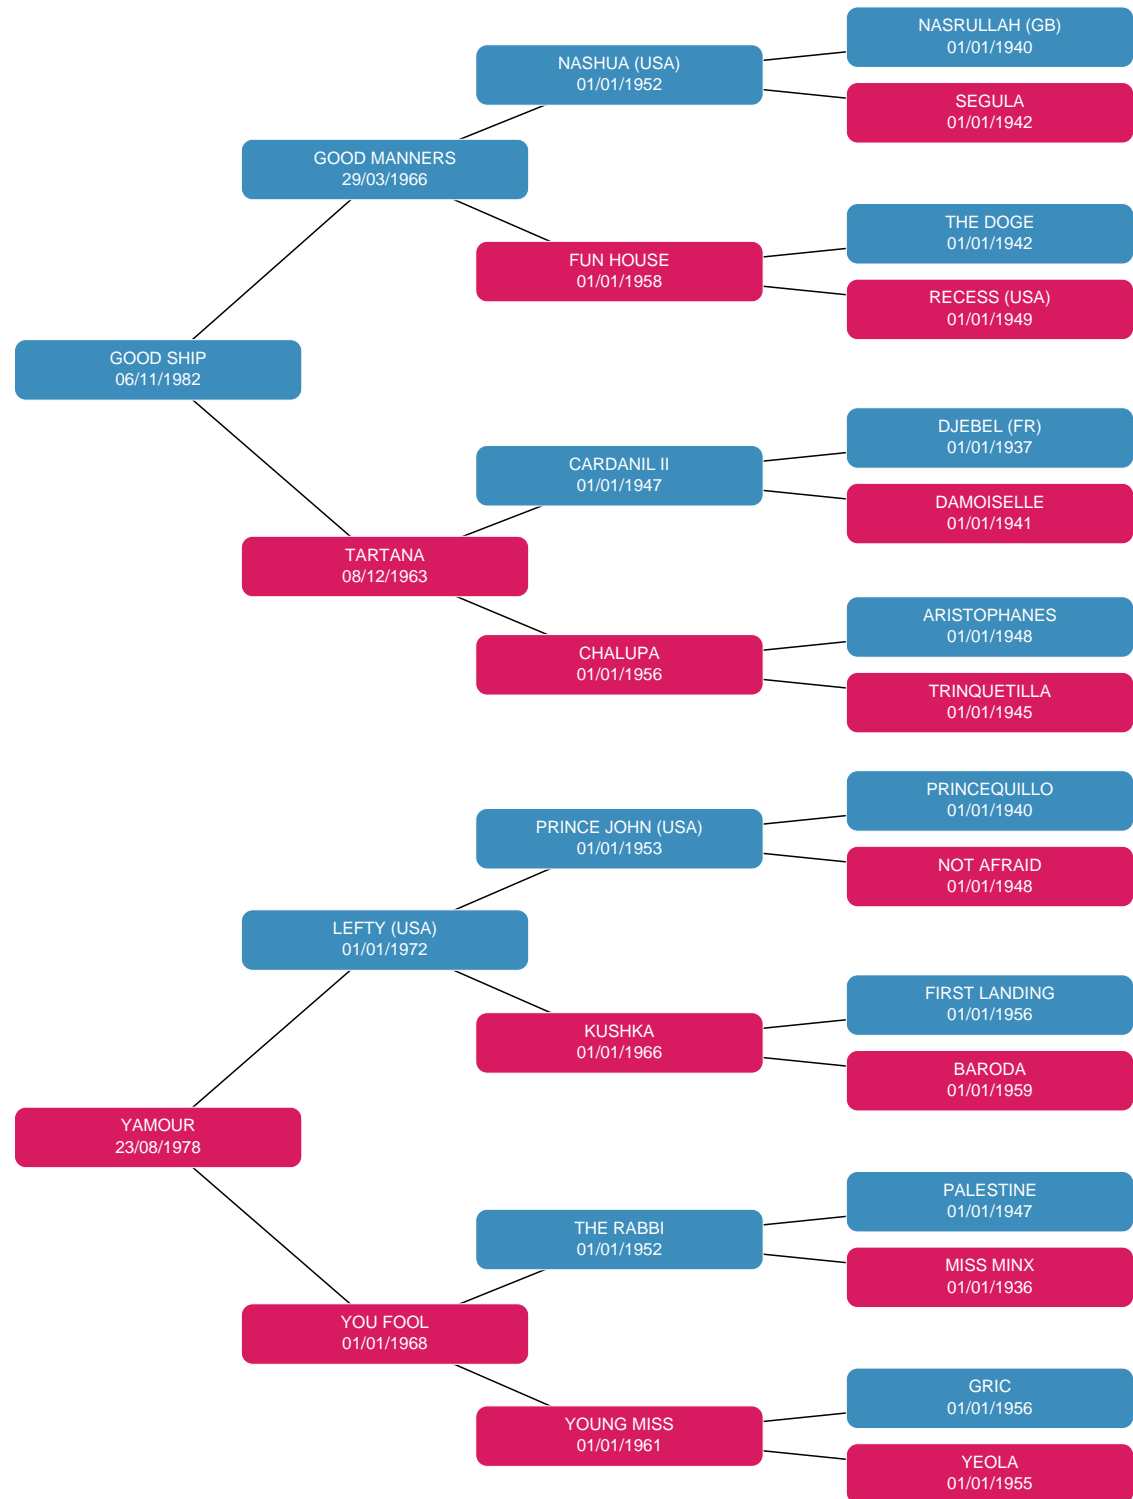 NASRULLAH (GB)
01/01/1940
NASHUA (USA)
01/01/1952
SEGULA
01/01/1942
GOOD MANNERS
29/03/1966
THE DOGE
01/01/1942
FUN HOUSE
01/01/1958
RECESS (USA)
01/01/1949
GOOD SHIP
06/11/1982
DJEBEL (FR)
01/01/1937
CARDANIL II
01/01/1947
DAMOISELLE
01/01/1941
TARTANA
08/12/1963
ARISTOPHANES
01/01/1948
CHALUPA
01/01/1956
TRINQUETILLA
01/01/1945
PRINCEQUILLO
01/01/1940
PRINCE JOHN (USA)
01/01/1953
NOT AFRAID
01/01/1948
LEFTY (USA)
01/01/1972
FIRST LANDING
01/01/1956
KUSHKA
01/01/1966
BARODA
01/01/1959
YAMOUR
23/08/1978
PALESTINE
01/01/1947
THE RABBI
01/01/1952
MISS MINX
01/01/1936
YOU FOOL
01/01/1968
GRIC
01/01/1956
YOUNG MISS
01/01/1961
YEOLA
01/01/1955